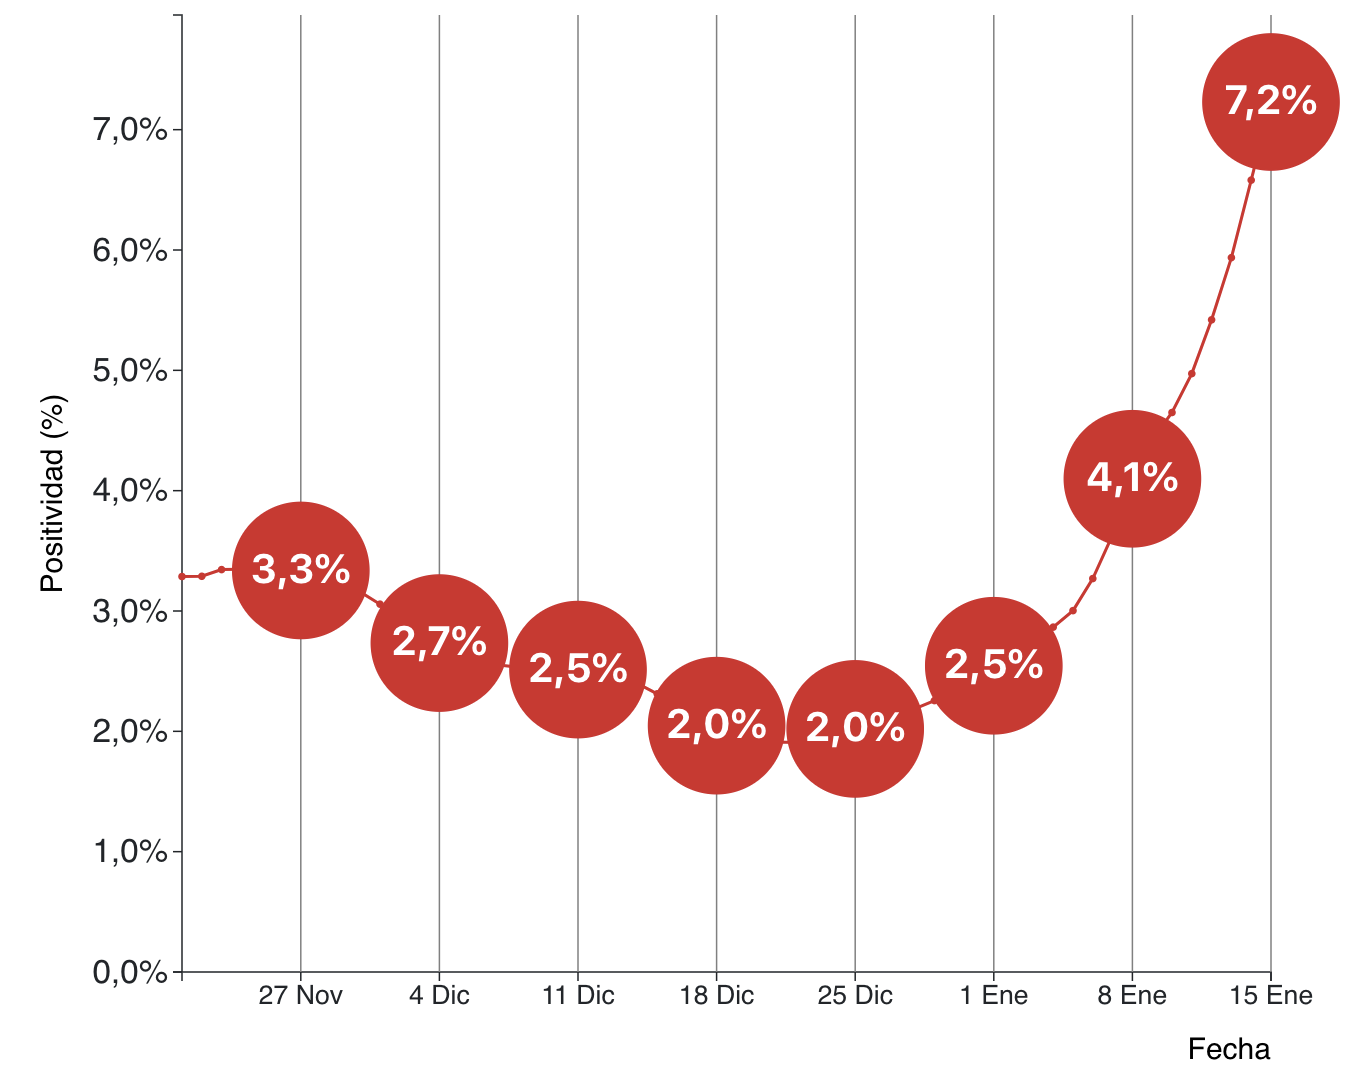 7,2%
7,0%
6,0%
5,0%
4,1%
4,0%
3,3%
3,0%
2,7%
2,5%
2,5%
2,0%
2,0%
2,0%
1,0%
0,0%
Positividad (%)
27 Nov
4 Dic
11 Dic
18 Dic
25 Dic
1 Ene
8 Ene
15 Ene
Fecha